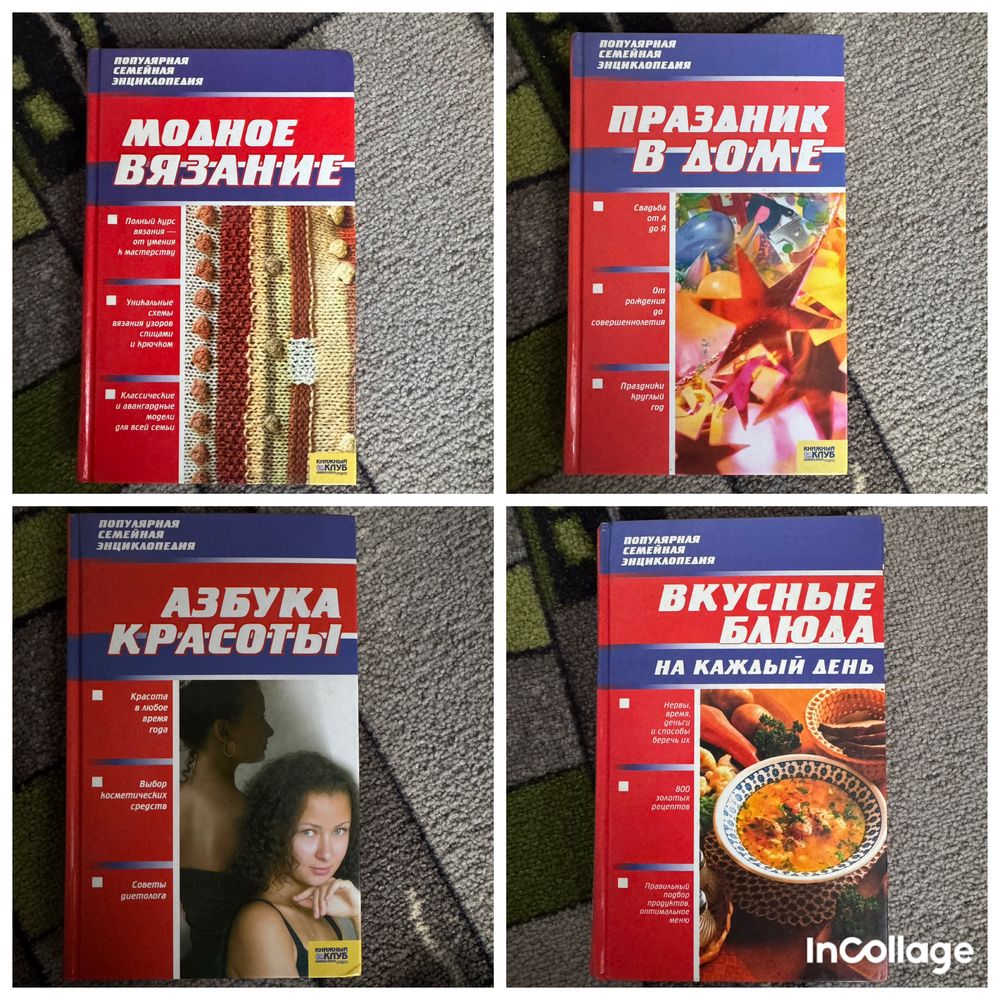 ПОПУЛЯРНАЯ
СЕМЕЙНАЯ
ЭНЦИКЛОПЕДИЯ
МОДНОЕ
ВЯЗАНИЕ
Полный курс
вязания —
от умения
к мастерству
Уникальные
схемы
вязания узоров
спицами
и крючком
Классические
и авангардные
модели
для всей семьи
КНИЖНЫЙ
КЛУБ
ПОПУЛЯРНАЯ
СЕМЕЙНАЯ
ЭНЦИКЛОПЕДИЯ
ПРАЗДНИК
В ДОМЕ
Свадьба
от А
до Я
От
рождения
до
совершеннолетия
Праздники
круглый
год
КНИЖНЫЙ
КЛУБ
ПОПУЛЯРНАЯ
СЕМЕЙНАЯ
ЭНЦИКЛОПЕДИЯ
АЗБУКА
КРАСОТЫ
Красота
в любое
время
года
Выбор
косметических
средств
Советы
диетолога
КНИЖНЫЙ
КЛУБ
ПОПУЛЯРНАЯ
СЕМЕЙНАЯ
ЭНЦИКЛОПЕДИЯ
ВКУСНЫЕ
БЛЮДА
НА КАЖДЫЙ ДЕНЬ
Нервы,
время,
деньги
и способы
беречь их
800
золотых
рецептов
Правильный
подбор
продуктов,
оптимальное
меню
InCollage